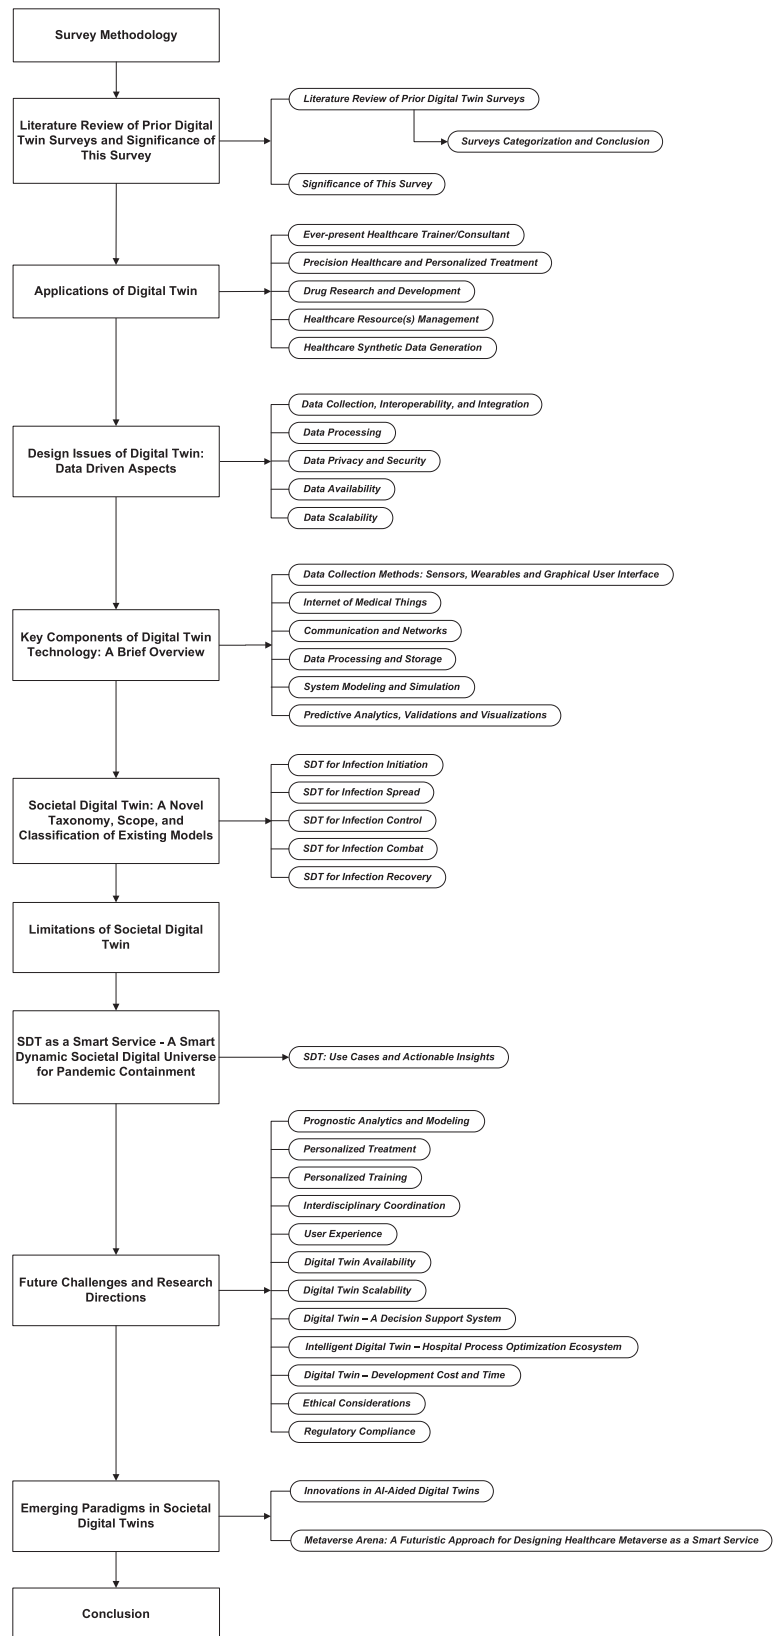 Survey Methodology
Literature Review of Prior Digital
Twin Surveys and Significance of
This Survey
Literature Review of Prior Digital Twin Surveys
Surveys Categorization and Conclusion
Significance of This Survey
Applications of Digital Twin
Ever-present Healthcare Trainer/Consultant
Precision Healthcare and Personalized Treatment
Drug Research and Development
Healthcare Resource(s) Management
Healthcare Synthetic Data Generation
Design Issues of Digital Twin:
Data Driven Aspects
Data Collection, Interoperability, and Integration
Data Processing
Data Privacy and Security
Data Availability
Data Scalability
Key Components of Digital Twin
Technology: A Brief Overview
Data Collection Methods: Sensors, Wearables and Graphical User Interface
Internet of Medical Things
Communication and Networks
Data Processing and Storage
System Modeling and Simulation
Predictive Analytics, Validations and Visualizations
Societal Digital Twin: A Novel
Taxonomy, Scope, and
Classification of Existing Models
SDT for Infection Initiation
SDT for Infection Spread
SDT for Infection Control
SDT for Infection Combat
SDT for Infection Recovery
Limitations of Societal Digital
Twin
SDT as a Smart Service - A Smart
Dynamic Societal Digital Universe
for Pandemic Containment
SDT: Use Cases and Actionable Insights
Future Challenges and Research
Directions
Prognostic Analytics and Modeling
Personalized Treatment
Personalized Training
Interdisciplinary Coordination
User Experience
Digital Twin Availability
Digital Twin Scalability
Digital Twin – A Decision Support System
Intelligent Digital Twin – Hospital Process Optimization Ecosystem
Digital Twin – Development Cost and Time
Ethical Considerations
Regulatory Compliance
Emerging Paradigms in Societal
Digital Twins
Innovations in AI-Aided Digital Twins
Metaverse Arena: A Futuristic Approach for Designing Healthcare Metaverse as a Smart Service
Conclusion